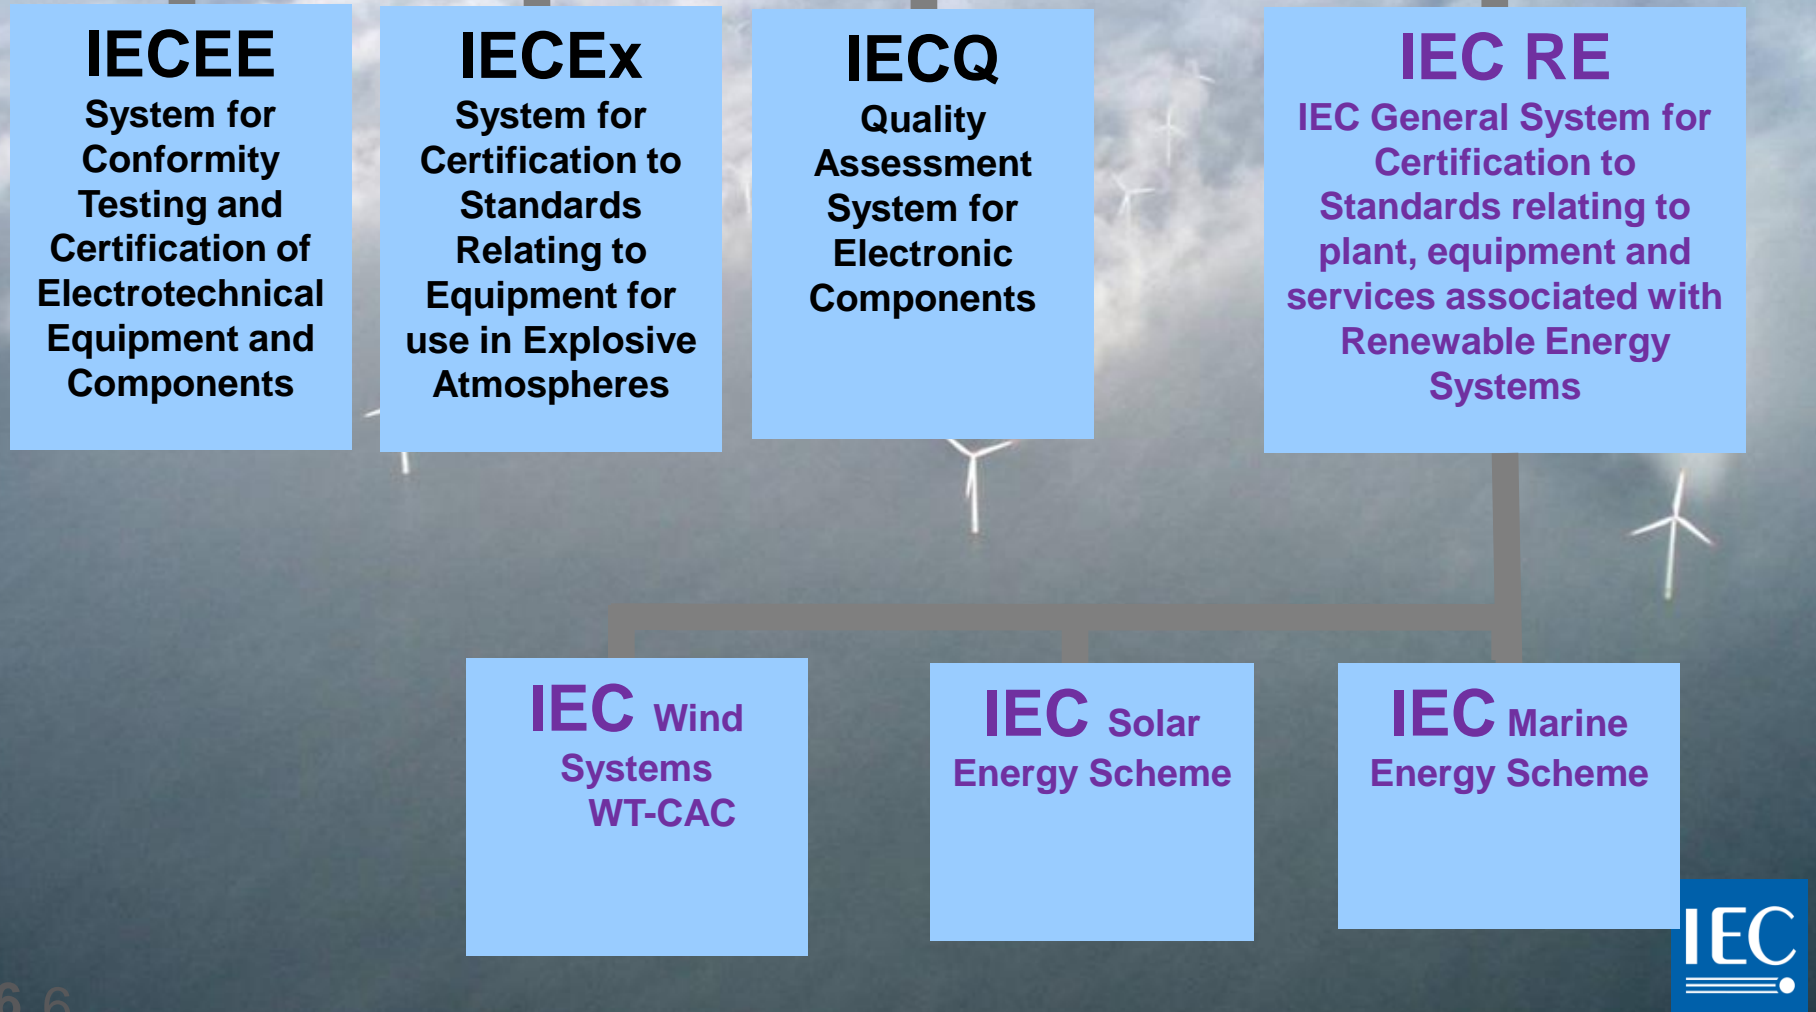 IECEE
System for
Conformity
Testing and
Certification of
Electrotechnical
Equipment and
Components
IECEx
System for
Certification to
Standards
Relating to
Equipment for
use in Explosive
Atmospheres
IECQ
Quality
Assessment
System for
Electronic
Components
IEC RE
IEC General System for
Certification to
Standards relating to
plant, equipment and
services associated with
Renewable Energy
Systems
IEC Wind
Systems
WT-CAC
IEC Solar
Energy Scheme
IEC Marine
Energy Scheme
IEC
6 6